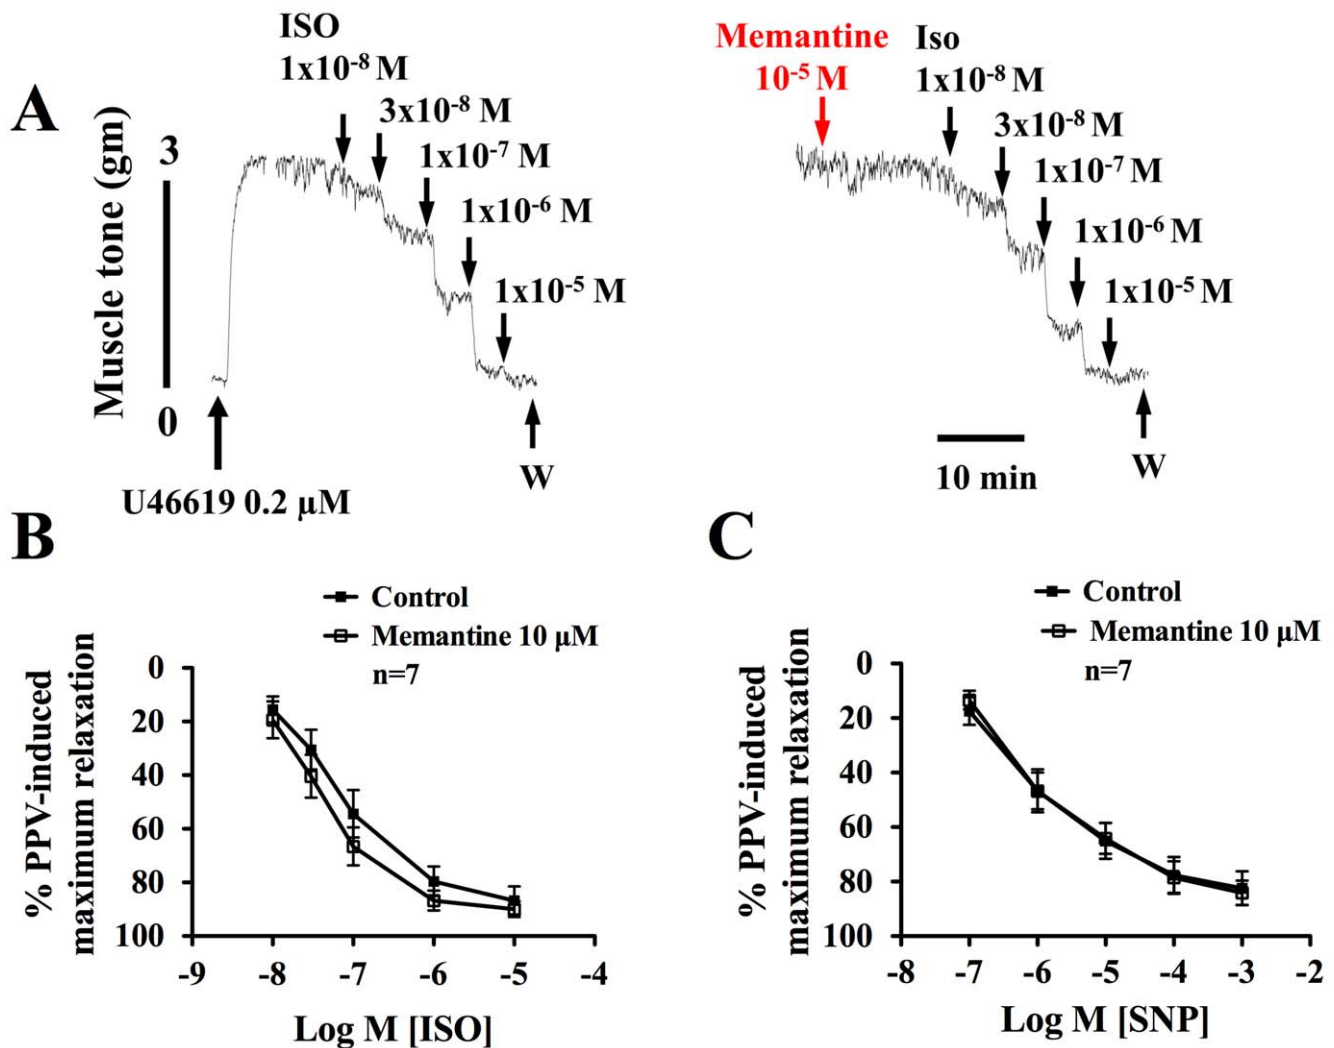 A
Muscle tone (gm)
3
0
ISO
1x10⁻⁸ M
3x10⁻⁸ M
1x10⁻⁷ M
1x10⁻⁶ M
1x10⁻⁵ M
U46619 0.2 μM
W
Memantine
10⁻⁵ M
Iso
1x10⁻⁸ M
3x10⁻⁸ M
1x10⁻⁷ M
1x10⁻⁶ M
1x10⁻⁵ M
10 min
W
B
Control
Memantine 10 μM
n=7
% PPV-induced
maximum relaxation
0
20
40
60
80
100
-9 -8 -7 -6 -5 -4
Log M [ISO]
C
Control
Memantine 10 μM
n=7
% PPV-induced
maximum relaxation
0
20
40
60
80
100
-8 -7 -6 -5 -4 -3 -2
Log M [SNP]